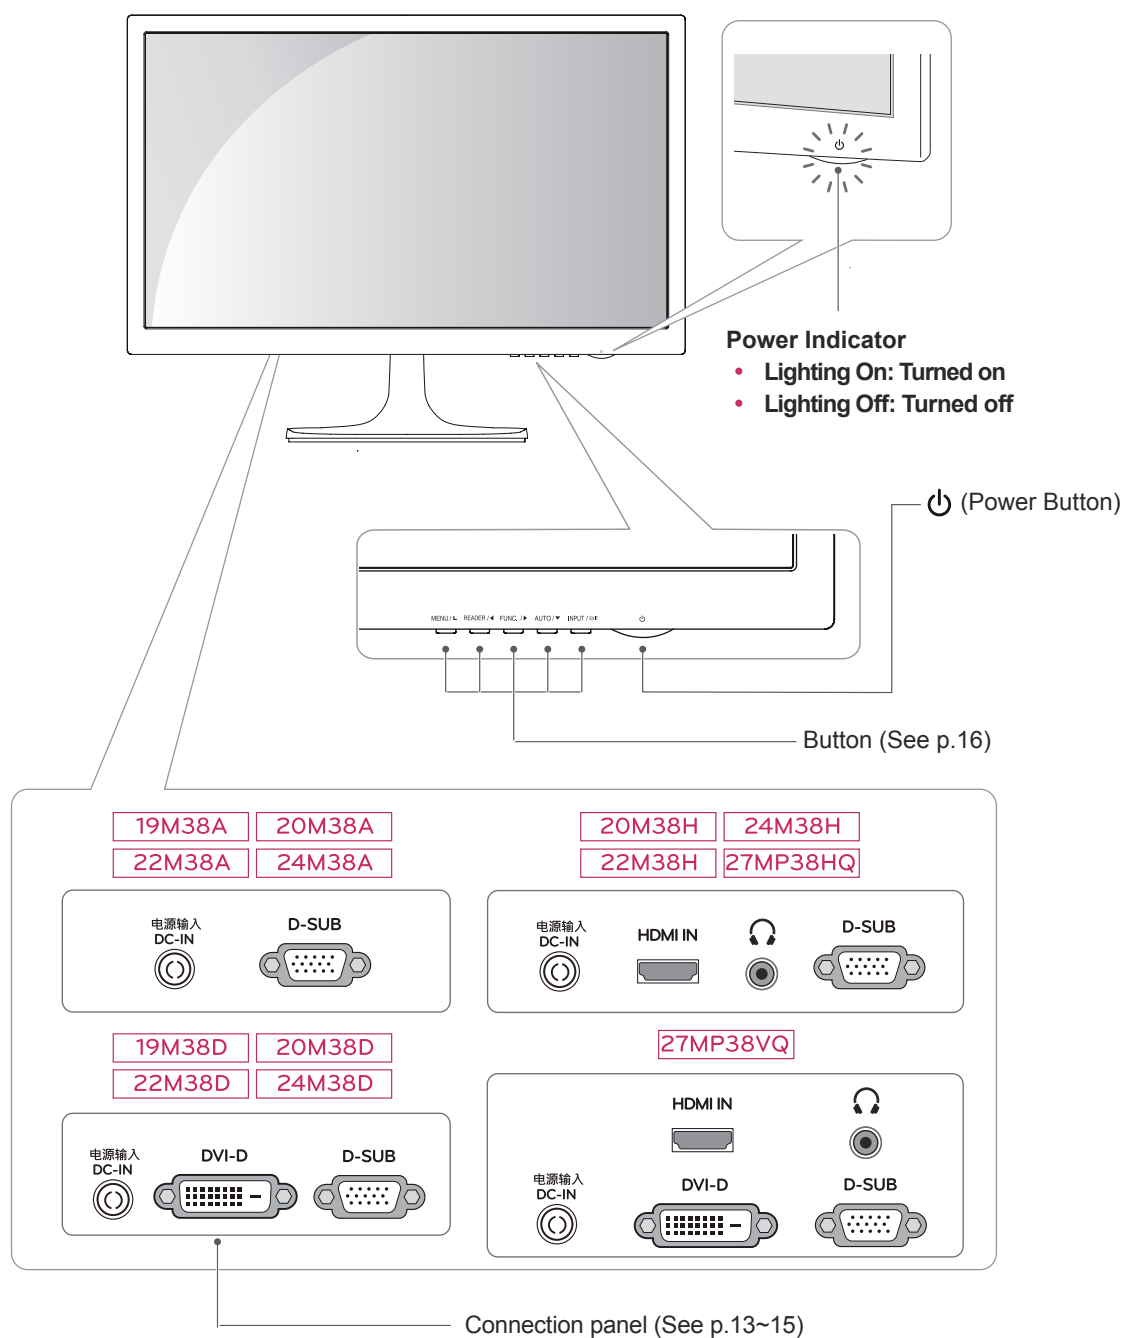 Power Indicator
• Lighting On: Turned on
• Lighting Off: Turned off
(Power Button)
MENU / READER / ◀ FUNC. / ▶ AUTO / ▼ INPUT /
Button (See p.16)
19M38A 20M38A
22M38A 24M38A
电源输入
DC-IN
D-SUB
20M38H 24M38H
22M38H 27MP38HQ
电源输入
DC-IN
HDMI IN
D-SUB
19M38D 20M38D
22M38D 24M38D
电源输入
DC-IN
DVI-D
D-SUB
27MP38VQ
HDMI IN
电源输入
DC-IN
DVI-D
D-SUB
Connection panel (See p.13~15)